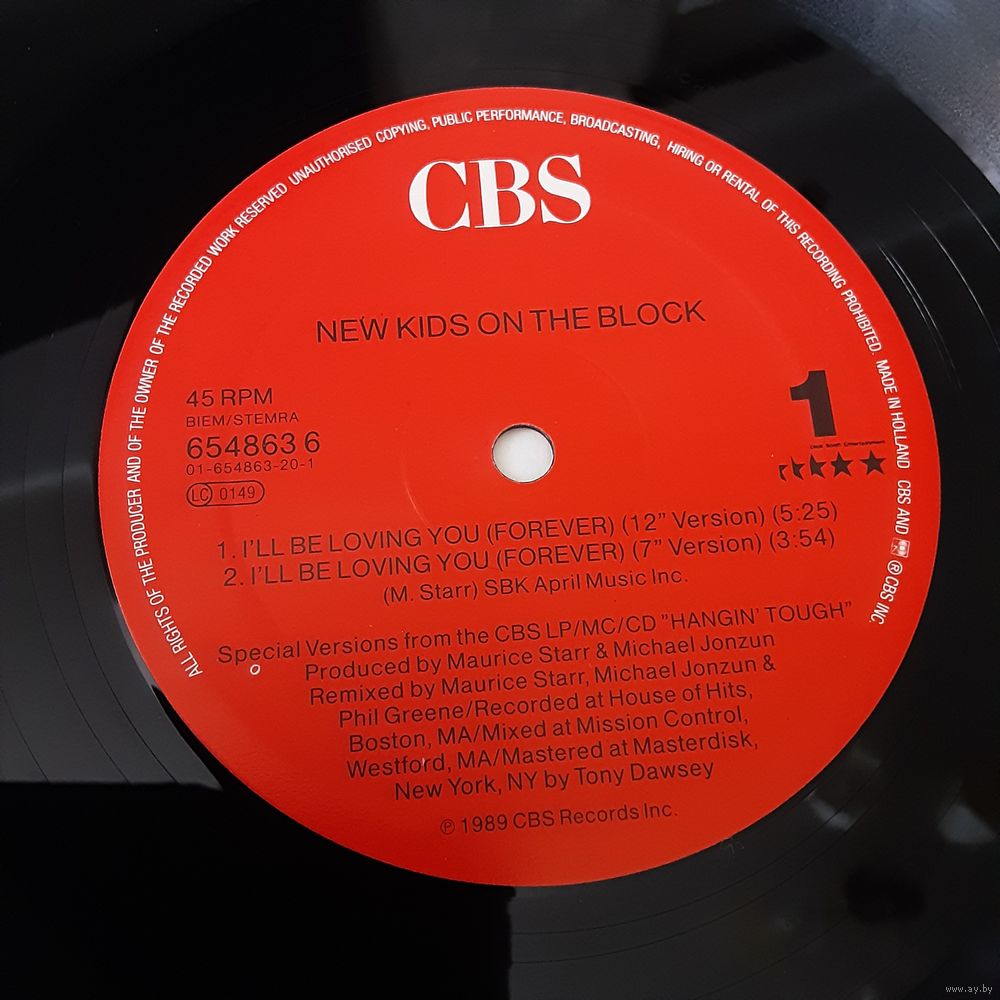 ALL RIGHTS OF THE PRODUCER AND OF THE OWNER OF THE RECORDED WORK RESERVED UNAUTHORISED COPYING, PUBLIC PERFORMANCE, BROADCASTING, HIRING OR RENTAL OF THIS RECORDING PROHIBITED. MADE IN HOLLAND CBS AND ® CBS INC.
CBS
NEW KIDS ON THE BLOCK
45 RPM
BIEM/STEMRA
654863 6
01-654863-20-1
LC 0149
1
1. I'LL BE LOVING YOU (FOREVER) (12" Version) (5:25)
2. I'LL BE LOVING YOU (FOREVER) (7" Version) (3:54)
(M. Starr) SBK April Music Inc.
Special Versions from the CBS LP/MC/CD "HANGIN' TOUGH"
Produced by Maurice Starr & Michael Jonzun
Remixed by Maurice Starr, Michael Jonzun &
Phil Greene/Recorded at House of Hits,
Boston, MA/Mixed at Mission Control,
Westford, MA/Mastered at Masterdisk,
New York, NY by Tony Dawsey
℗ 1989 CBS Records Inc.
www.ay.by